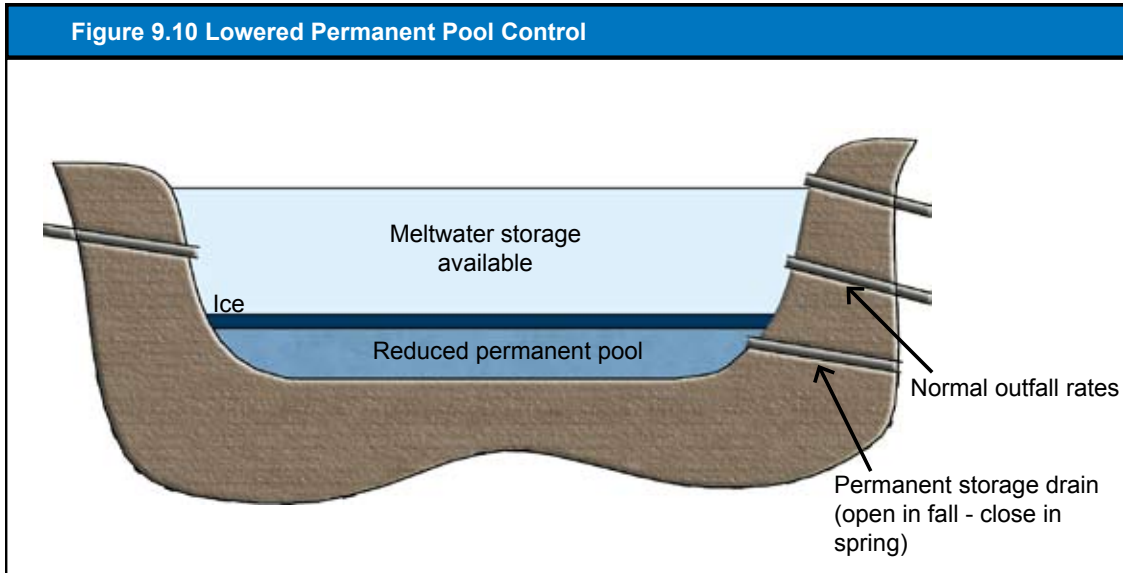 Figure 9.10 Lowered Permanent Pool Control
Meltwater storage
available
Ice
Reduced permanent pool
Normal outfall rates
Permanent storage drain
(open in fall - close in
spring)